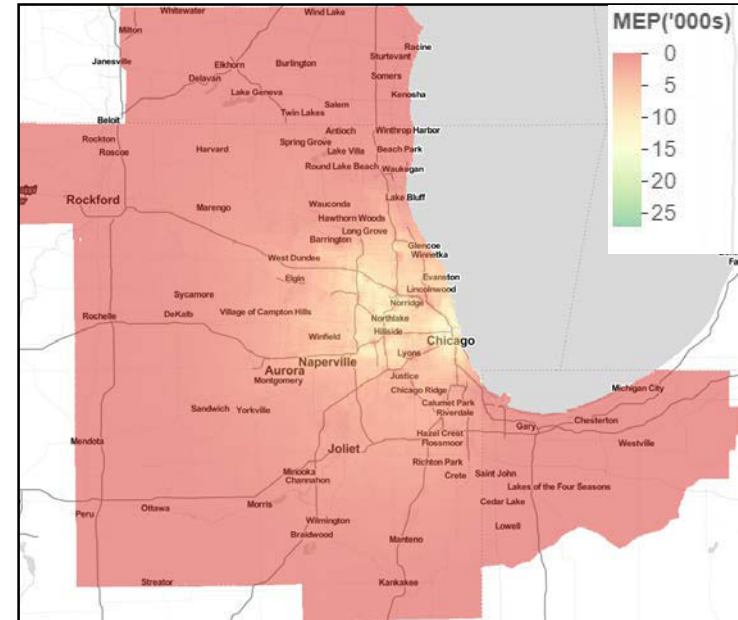 Whitewater
Wind Lake
MEP('000s)
Milton
Janesville
Racine
Sturtevant
0
Elkhorn
Burlington
Somers
Delavan
5
Lake Geneva
Kenosha
Salem
10
Twin Lakes
Beloit
15
Antioch
Winthrop Harbor
Rockton
Spring Grove
Roscoe
Harvard
Lake Villa
Beach Park
20
Round Lake Beach
Waukegan
25
Rockford
Lake Bluff
Marengo
Wauconda
Hawthorn Woods
Long Grove
Barrington
Glencoe
Winnetka
West Dundee
Fa
Elgin
Evanston
Lincolnwood
Sycamore
Norridge
Rochelle
DeKalb
Village of Campton Hills
Northlake
Hillside
Winfield
Chicago
Lyons
Naperville
Aurora
Montgomery
Justice
Chicago Ridge
Michigan City
Calumet Park
Sandwich
Yorkville
Riverdale
Chesterton
Gary
Mendota
Hazel Crest
Flossmoor
Westville
Joliet
Richton Park
Minooka
Crete
Saint John
Channahon
Lakes of the Four Seasons
Ottawa
Morris
Cedar Lake
Peru
Wilmington
Lowell
Braidwood
Manteno
Streator
Kankakee